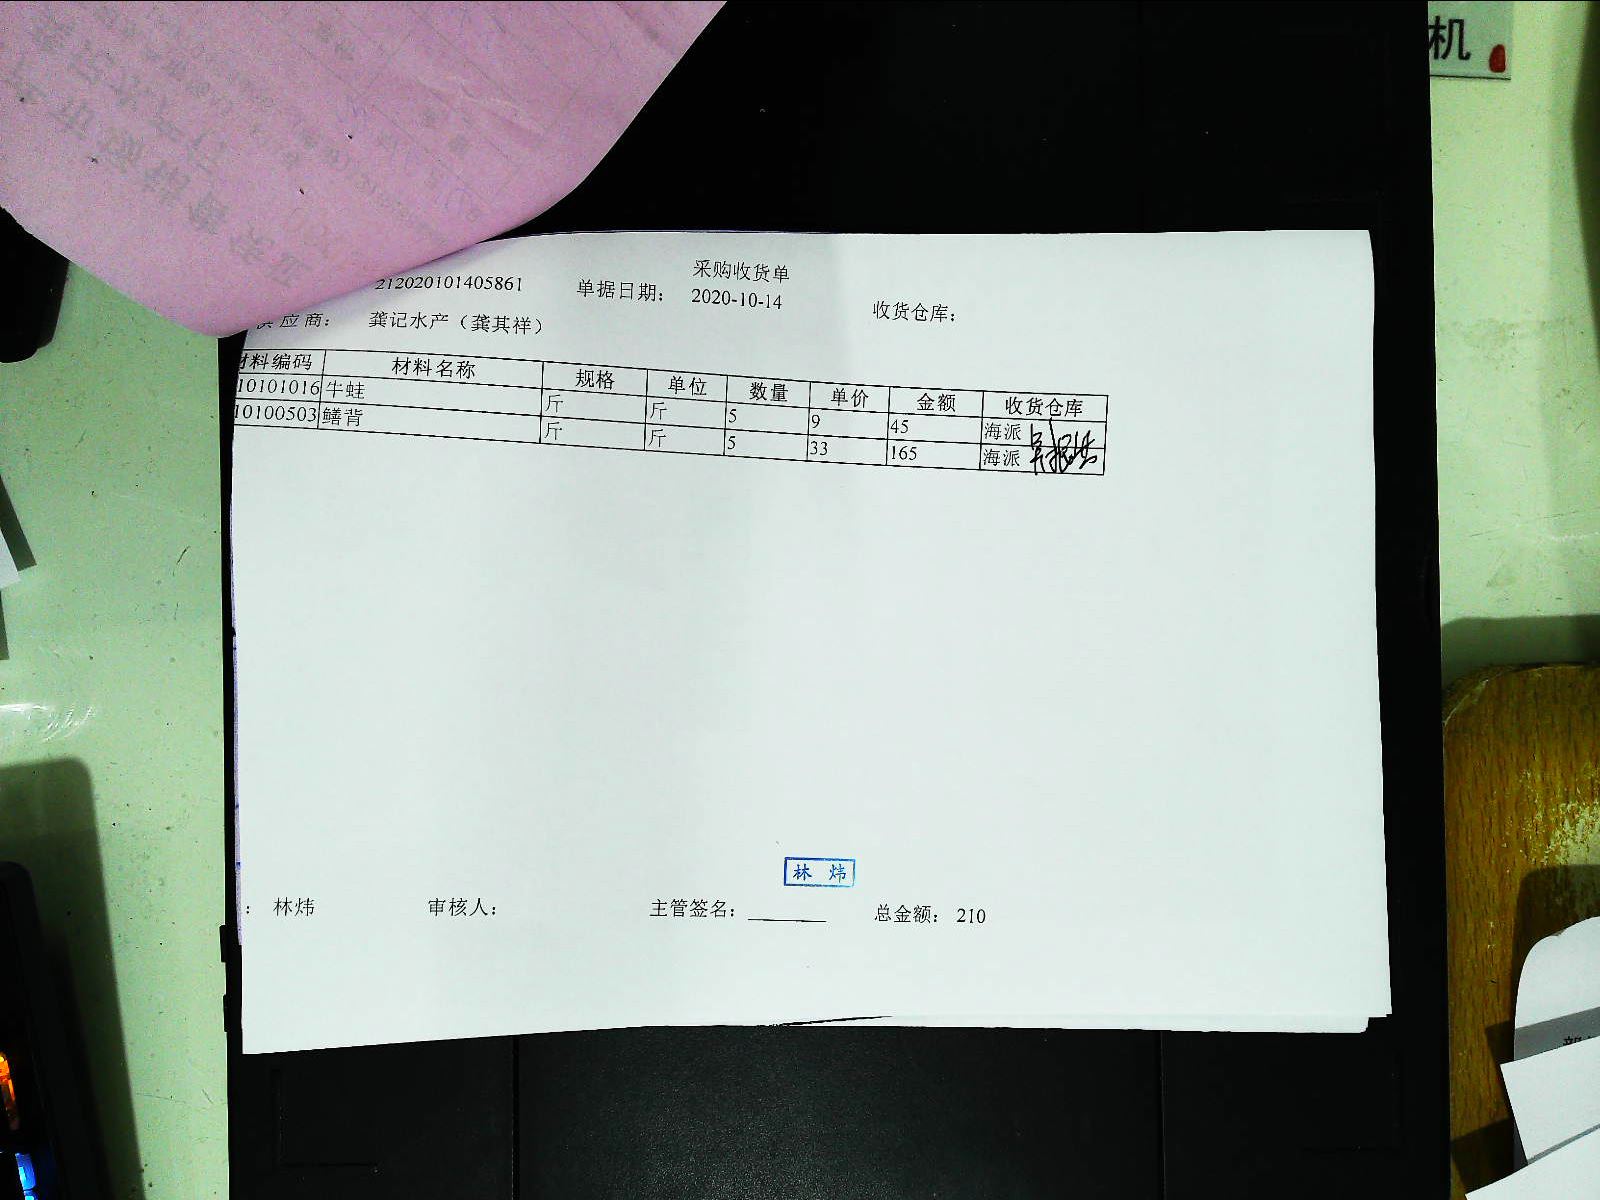 机
采购收货单
212020101405861 单据日期: 2020-10-14 收货仓库:
供应商: 龚记水产（龚其祥）
材料编码 材料名称 规格 单位 数量 单价 金额 收货仓库
10101016 牛蛙 斤 斤 5 9 45 海派
10100503 鳝背 斤 斤 5 33 165 海派
林炜
: 林炜 审核人: 主管签名: 总金额: 210